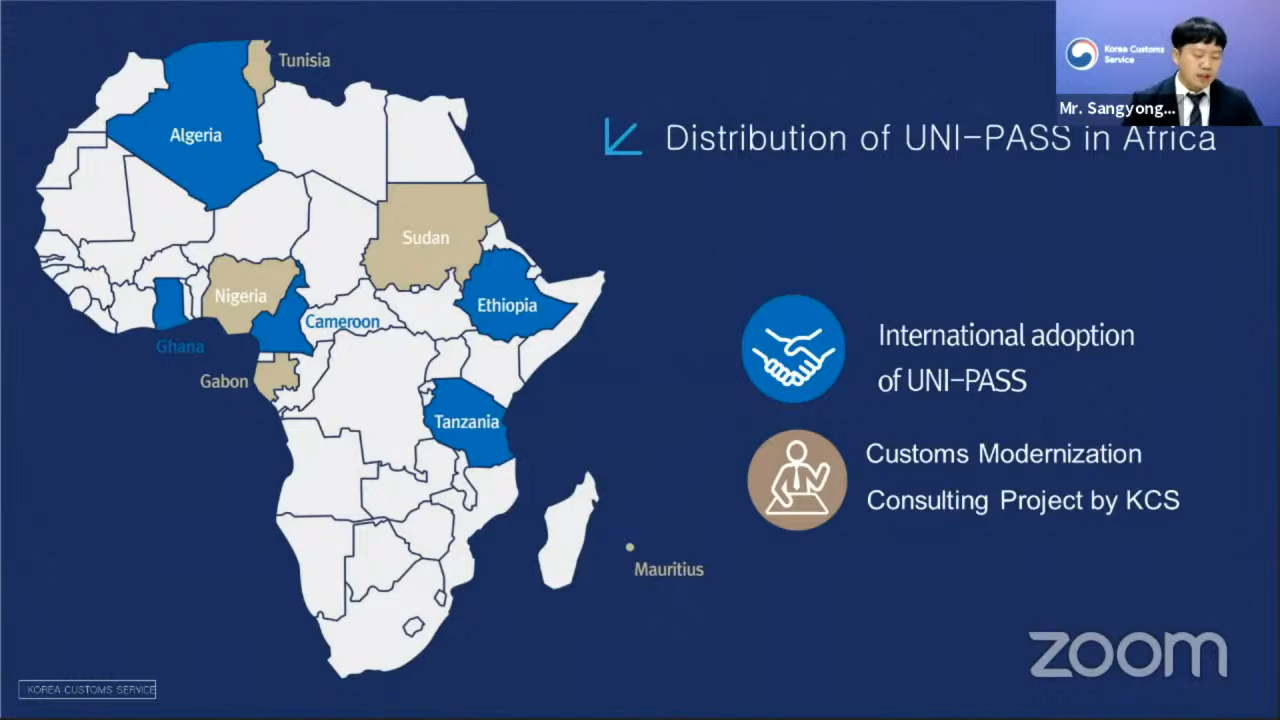 Korea Customs
Service
Mr. Sangyong...
Distribution of UNI-PASS in Africa
Tunisia
Algeria
Sudan
Nigeria
Ethiopia
Cameroon
Ghana
Gabon
Tanzania
Mauritius
International adoption
of UNI-PASS
Customs Modernization
Consulting Project by KCS
zoom
KOREA CUSTOMS SERVICE